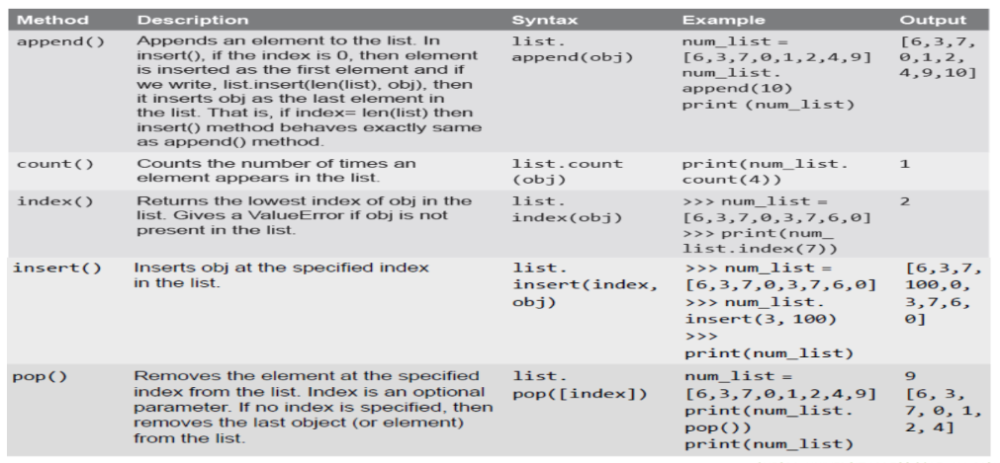 Method Description Syntax Example Output
append() Appends an element to the list. In list. num_list = [6,3,7,
insert(), if the index is 0, then element append(obj) [6,3,7,0,1,2,4,9] 0,1,2,
is inserted as the first element and if num_list. 4,9,10]
we write, list.insert(len(list), obj), then append(10)
it inserts obj as the last element in print (num_list)
the list. That is, if index= len(list) then
insert() method behaves exactly same
as append() method.
count() Counts the number of times an list.count print(num_list. 1
element appears in the list. (obj) count(4))
index() Returns the lowest index of obj in the list. >>> num_list = 2
list. Gives a ValueError if obj is not index(obj) [6,3,7,0,3,7,6,0]
present in the list. >>> print(num_
list.index(7))
insert() Inserts obj at the specified index list. >>> num_list = [6,3,7,
in the list. insert(index, [6,3,7,0,3,7,6,0] 100,0,
obj) >>> num_list. 3,7,6,
insert(3, 100) 0]
>>>
print(num_list)
pop() Removes the element at the specified list. num_list = 9
index from the list. Index is an optional pop([index]) [6,3,7,0,1,2,4,9] [6, 3,
parameter. If no index is specified, then print(num_list. 7, 0, 1,
removes the last object (or element) pop()) 2, 4]
from the list. print(num_list)